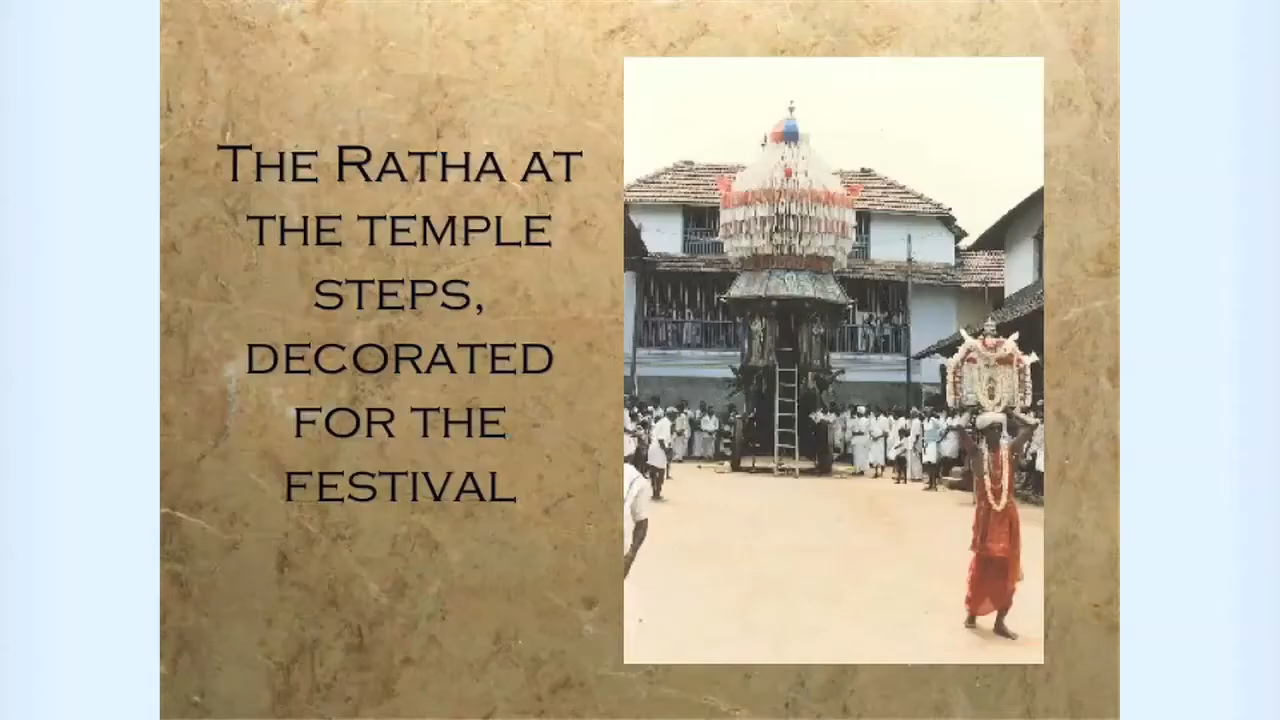 The Ratha at
the temple
steps,
decorated
for the
festival